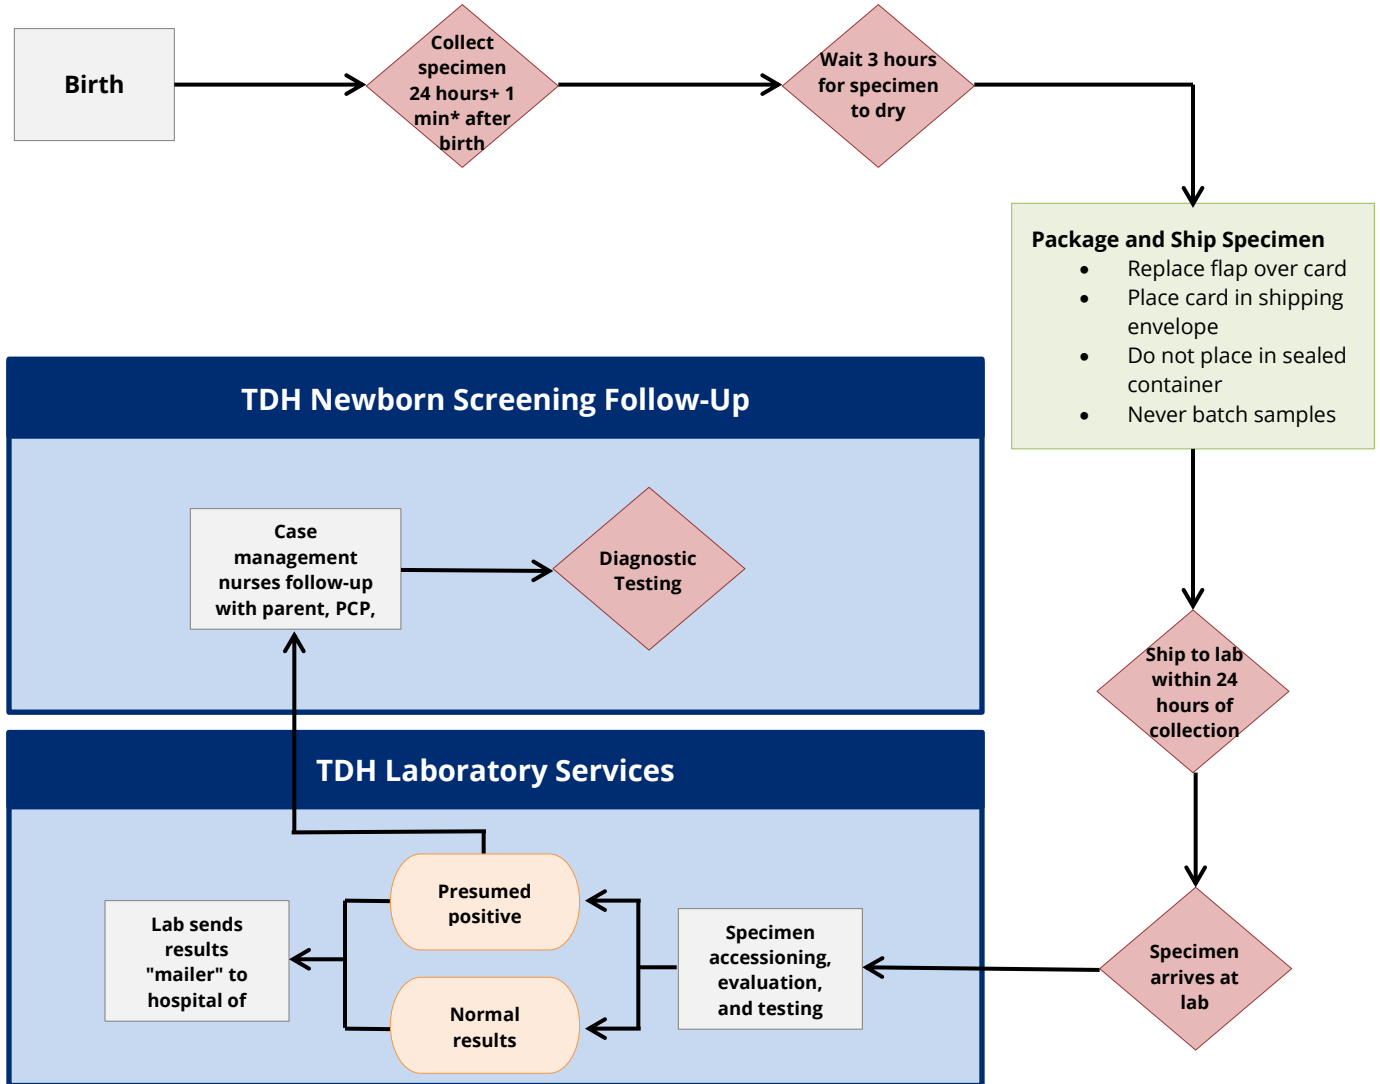 Birth
Collect
specimen
24 hours+ 1
min* after
birth
Wait 3 hours
for specimen
to dry
Package and Ship Specimen
• Replace flap over card
• Place card in shipping
envelope
• Do not place in sealed
container
• Never batch samples
Ship to lab
within 24
hours of
collection
Specimen
arrives at
lab
TDH Newborn Screening Follow-Up
Case
management
nurses follow-up
with parent, PCP,
Diagnostic
Testing
TDH Laboratory Services
Specimen
accessioning,
evaluation,
and testing
Presumed
positive
Normal
results
Lab sends
results
"mailer" to
hospital of